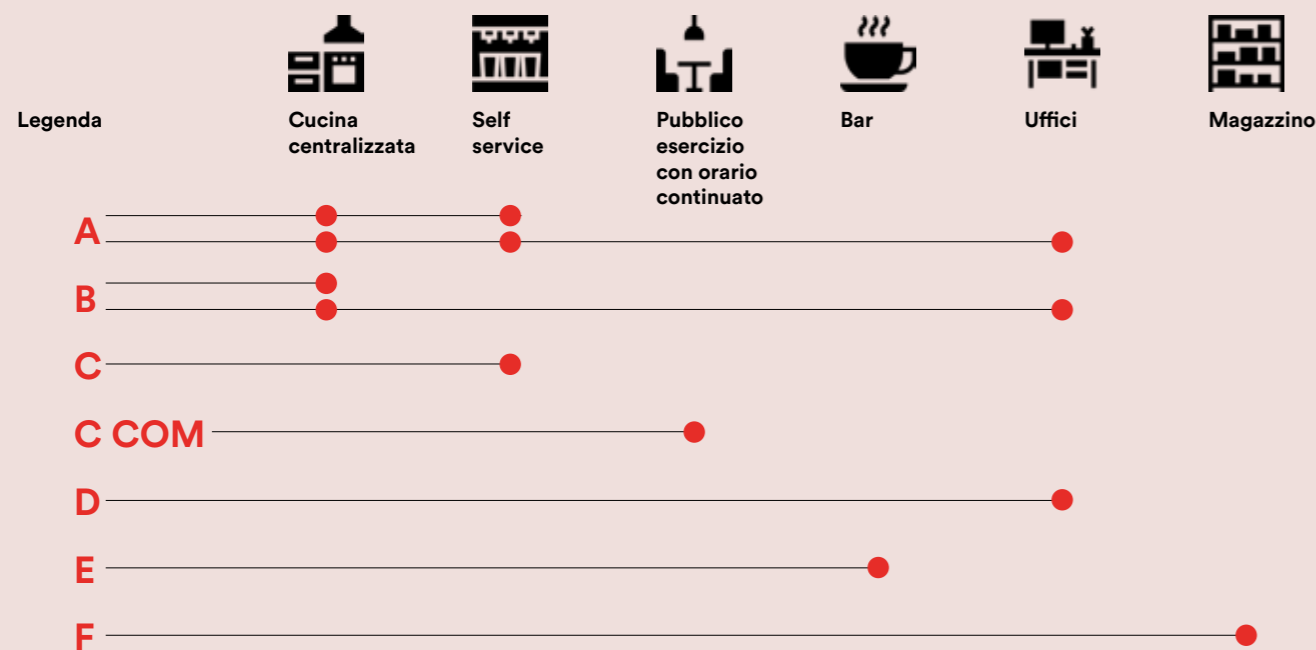 Legenda
Cucina
centralizzata
Self
service
Pubblico
esercizio
con orario
continuato
Bar
Uffici
Magazzino
A
B
C
C COM
D
E
F